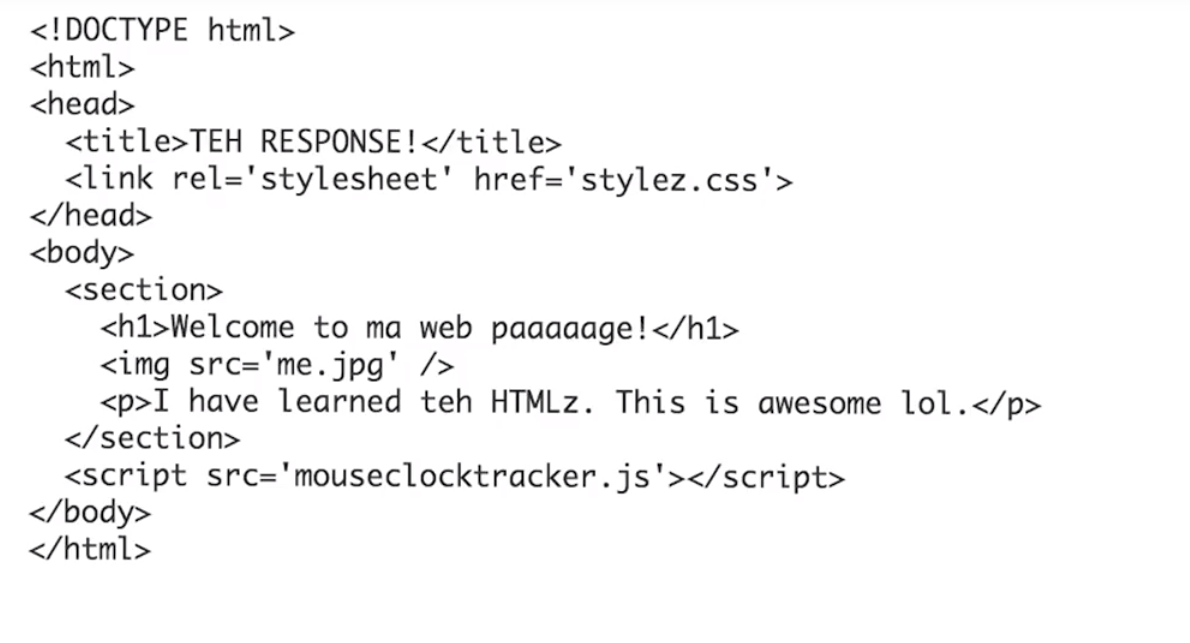 <!DOCTYPE html>
<html>
<head>
<title>TEH RESPONSE!</title>
<link rel='stylesheet' href='stylez.css'>
</head>
<body>
<section>
<h1>Welcome to ma web paaaaage!</h1>
<img src='me.jpg' />
<p>I have learned teh HTMLz. This is awesome lol.</p>
</section>
<script src='mouseclocktracker.js'></script>
</body>
</html>